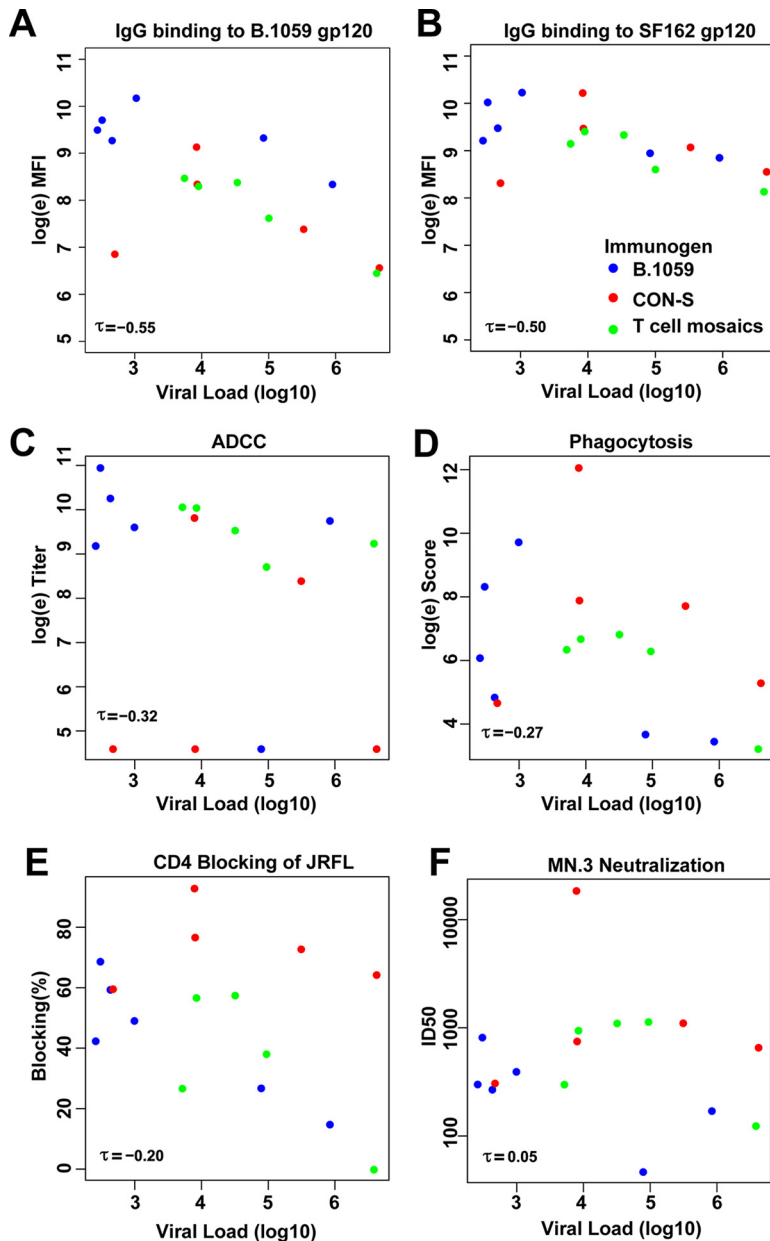 A
IgG binding to B.1059 gp120
log(e) MFI
11
10
9
8
7
6
5
τ=−0.55
3 4 5 6
Viral Load (log10)
B
IgG binding to SF162 gp120
log(e) MFI
11
10
9
8
7
6
5
Immunogen
B.1059
CON-S
T cell mosaics
τ=−0.50
3 4 5 6
Viral Load (log10)
C
ADCC
log(e) Titer
11
10
9
8
7
6
5
τ=−0.32
3 4 5 6
Viral Load (log10)
D
Phagocytosis
log(e) Score
12
10
8
6
4
τ=−0.27
3 4 5 6
Viral Load (log10)
E
CD4 Blocking of JRFL
Blocking(%)
80
60
40
20
0
τ=−0.20
3 4 5 6
Viral Load (log10)
F
MN.3 Neutralization
ID50
10000
1000
100
τ=0.05
3 4 5 6
Viral Load (log10)